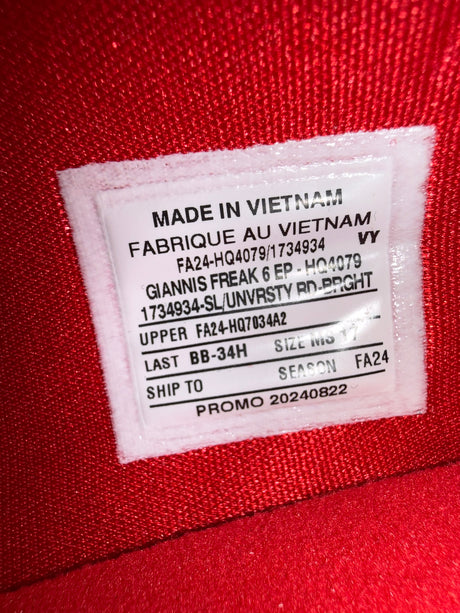 MADE IN VIETNAM
FABRIQUE AU VIETNAM
FA24-HQ4079/1734934 VY
GIANNIS FREAK 6 EP - HQ4079
1734934-SL/UNVRSTY RD-BRGHT
UPPER FA24-HQ7034A2
LAST BB-34H SIZE MS
SHIP TO SEASON FA24
PROMO 20240822